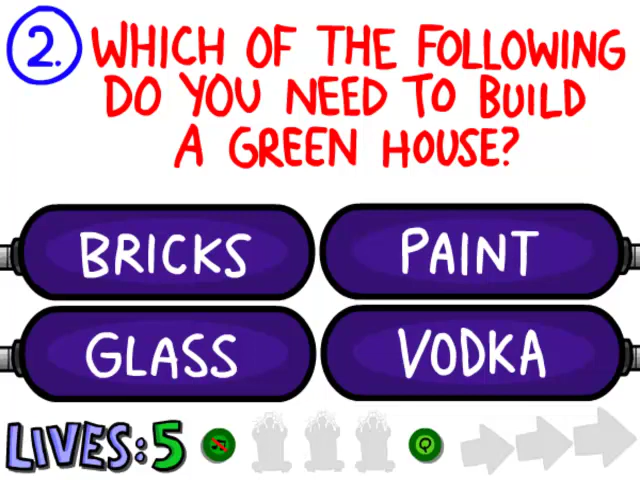 2. WHICH OF THE FOLLOWING
DO YOU NEED TO BUILD
A GREEN HOUSE?
BRICKS
PAINT
GLASS
VODKA
LIVES: 5